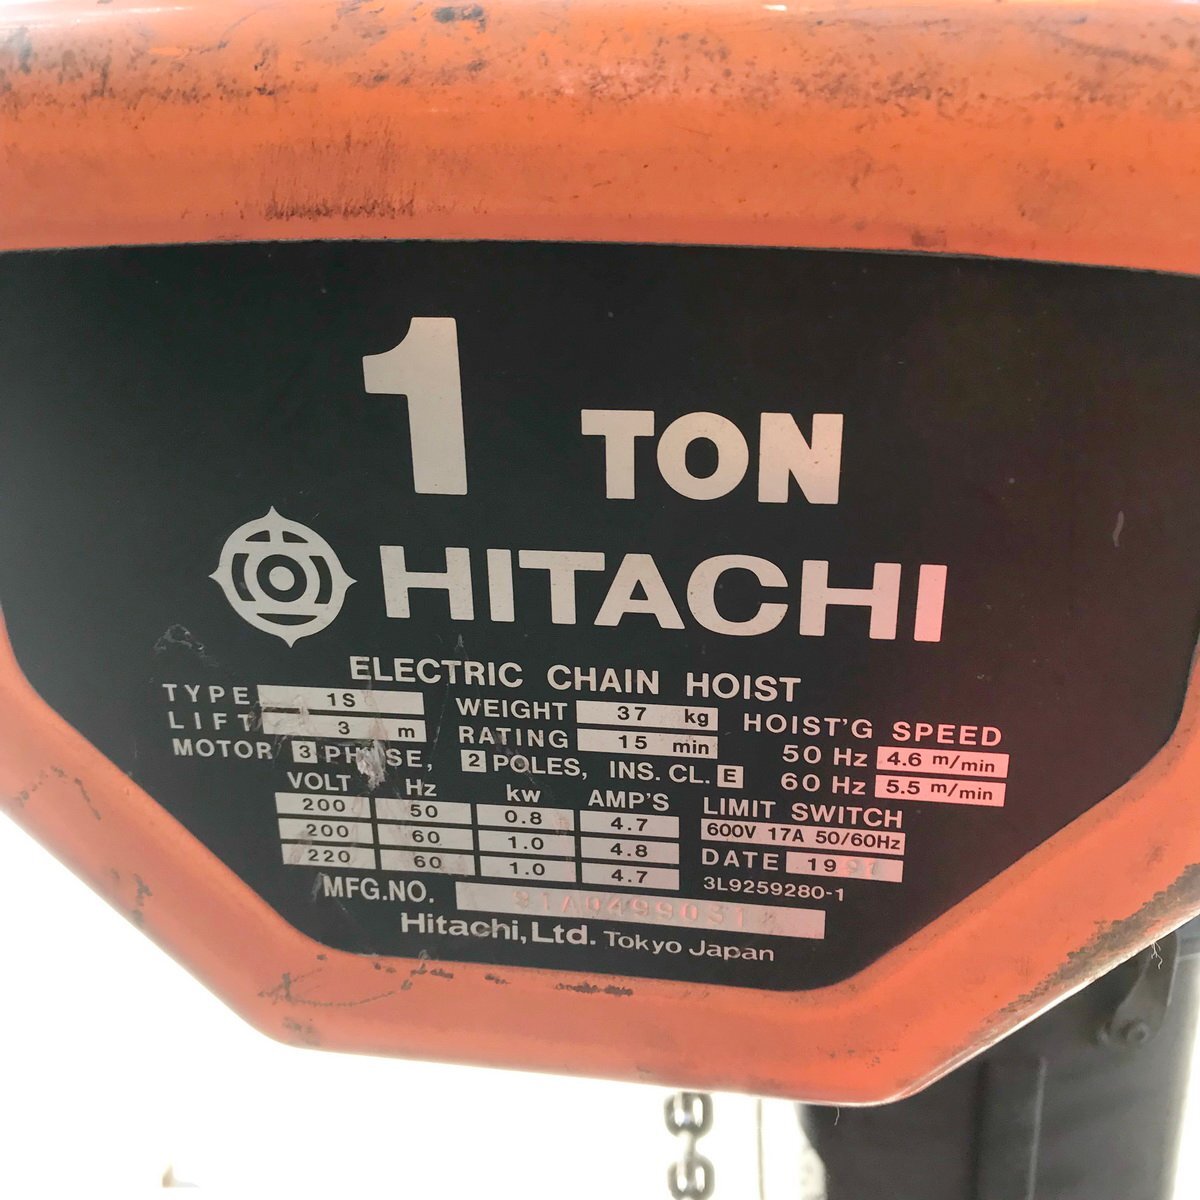 1 TON
HITACHI
ELECTRIC CHAIN HOIST
TYPE 1S WEIGHT 37 kg HOIST'G SPEED
LIFT 3 m RATING 15 min 50 Hz 4.6 m/min
MOTOR 3 PHASE, 2 POLES, INS. CL. E 60 Hz 5.5 m/min
VOLT Hz kw AMP'S LIMIT SWITCH
200 50 0.8 4.7 600V 17A 50/60Hz
200 60 1.0 4.8 DATE 1991
220 60 1.0 4.7 3L9259280-1
MFG.NO.
Hitachi, Ltd. Tokyo Japan